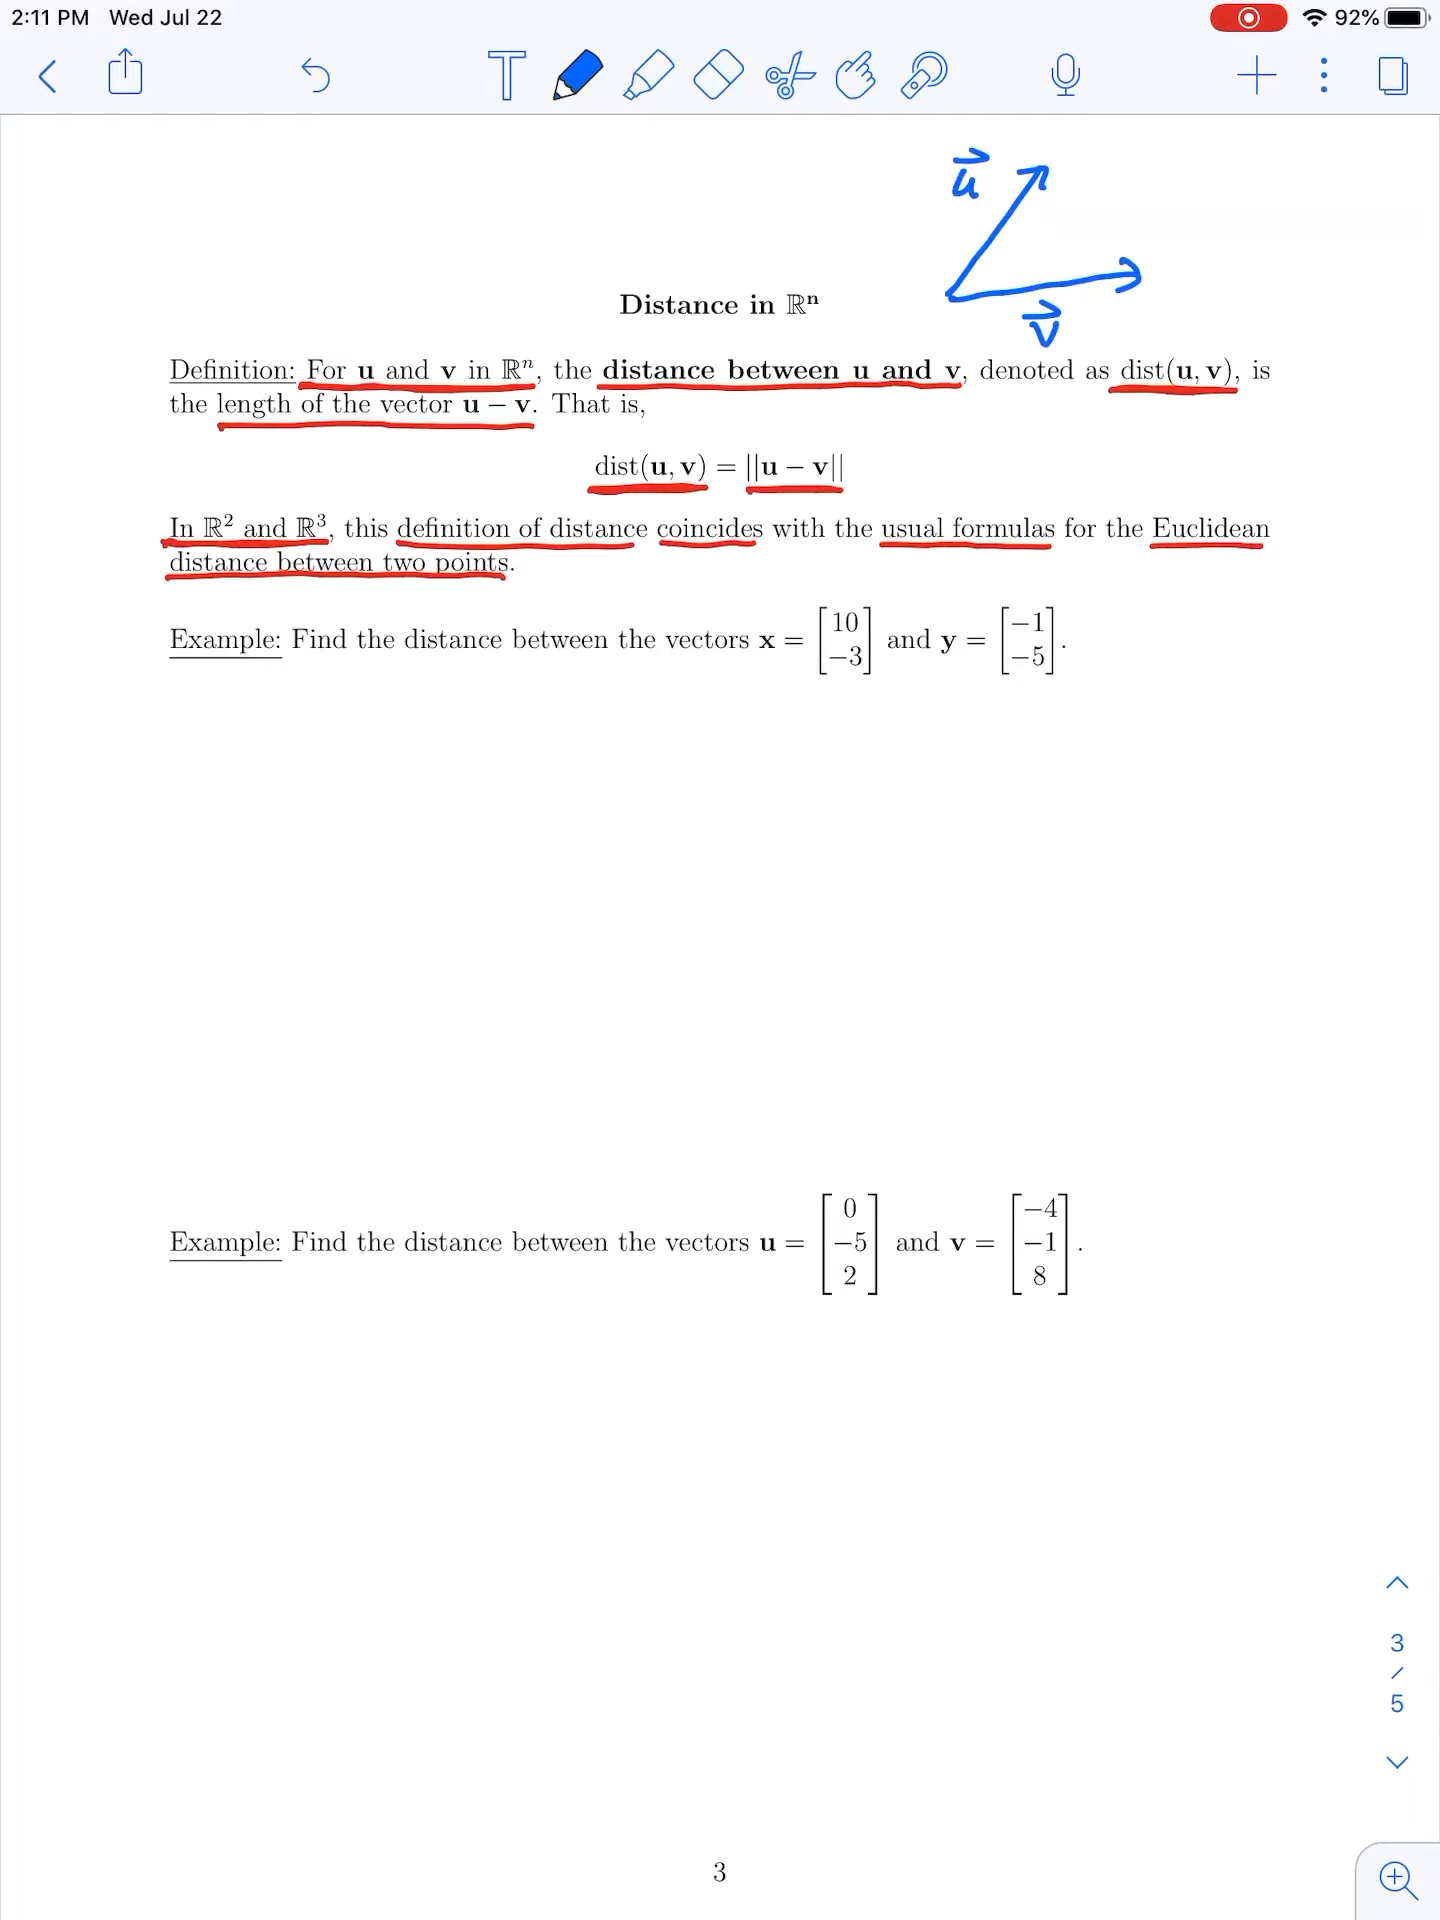 2:11 PM Wed Jul 22 92%
T
u⃗
v⃗
Distance in ℝⁿ
Definition: For u and v in ℝⁿ, the distance between u and v, denoted as dist(u, v), is
the length of the vector u − v. That is,
dist(u, v) = ||u − v||
In ℝ² and ℝ³, this definition of distance coincides with the usual formulas for the Euclidean
distance between two points.
Example: Find the distance between the vectors x = [10 −3] and y = [−1 −5].
Example: Find the distance between the vectors u = [0 −5 2] and v = [−4 −1 8].
3
/
5
3